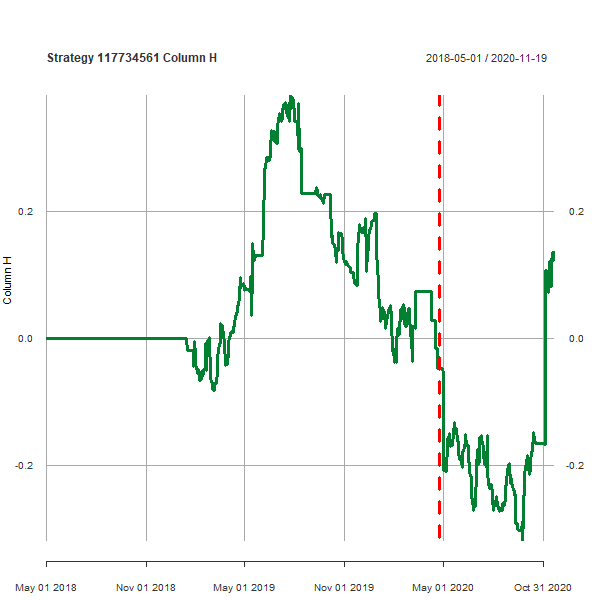 Strategy 117734561 Column H
2018-05-01 / 2020-11-19
Column H
0.2
0.2
0.0
0.0
-0.2
-0.2
May 01 2018
Nov 01 2018
May 01 2019
Nov 01 2019
May 01 2020
Oct 31 2020